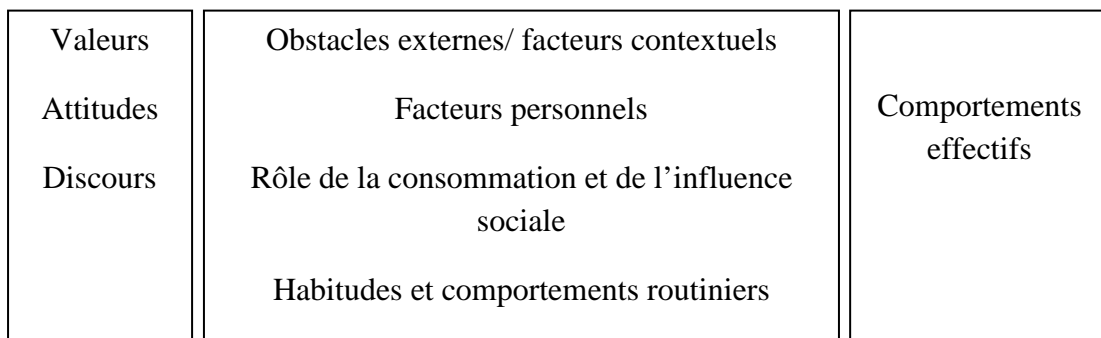 Valeurs
Attitudes
Discours
Obstacles externes/ facteurs contextuels
Facteurs personnels
Rôle de la consommation et de l’influence
sociale
Habitudes et comportements routiniers
Comportements
effectifs